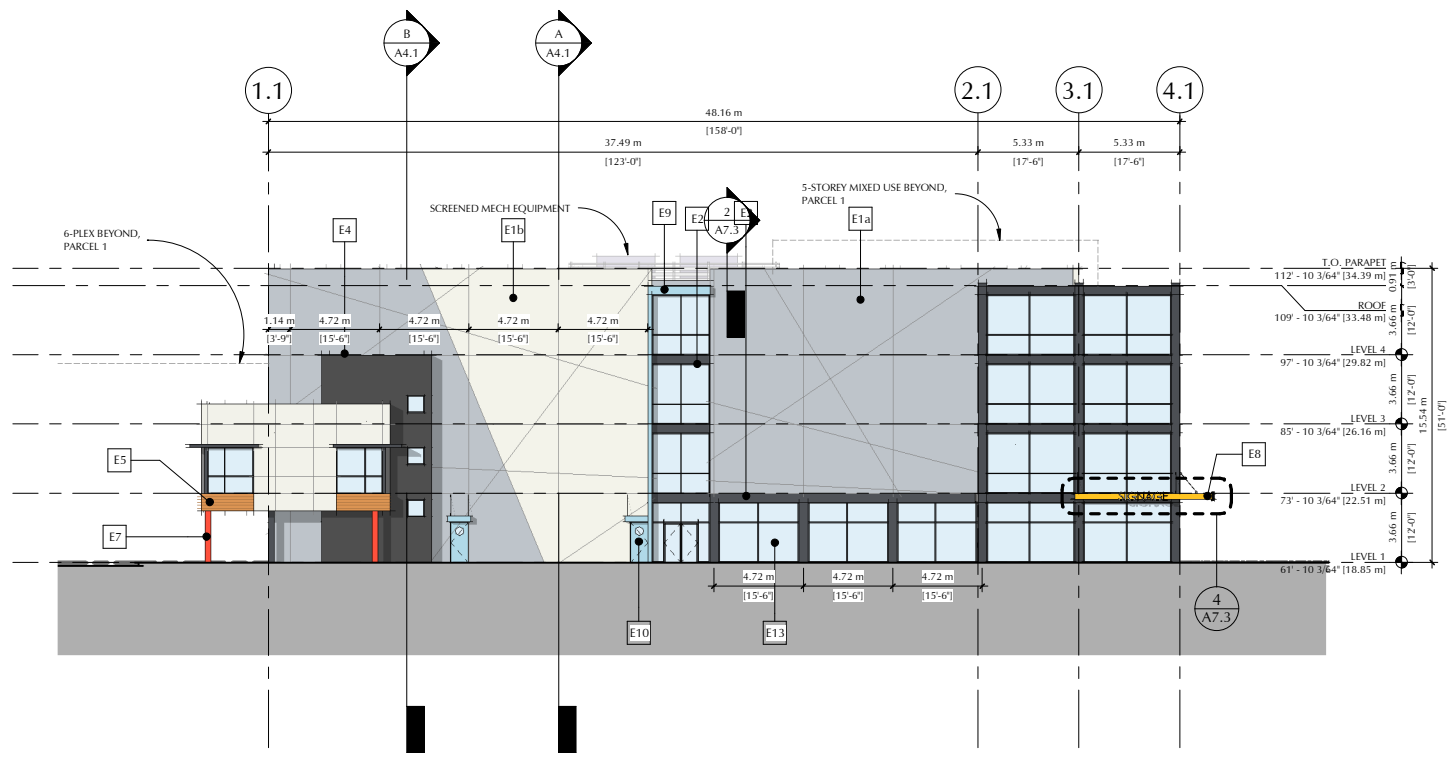 B
A4.1
A
A4.1
1.1
2.1
3.1
4.1
48.16 m
[158'-0"]
37.49 m
[123'-0"]
5.33 m
[17'-6"]
5.33 m
[17'-6"]
5-STOREY MIXED USE BEYOND,
PARCEL 1
SCREENED MECH EQUIPMENT
6-PLEX BEYOND,
PARCEL 1
E4
E1b
E9
E2
2
A7.3
E1a
T.O. PARAPET
112' - 10 3/64" [34.39 m]
0.91 m
[3'-0"]
ROOF
109' - 10 3/64" [33.48 m]
3.66 m
[12'-0"]
1.14 m
[3'-9"]
4.72 m
[15'-6"]
4.72 m
[15'-6"]
4.72 m
[15'-6"]
4.72 m
[15'-6"]
LEVEL 4
97' - 10 3/64" [29.82 m]
3.66 m
[12'-0"]
15.54 m
[51'-0"]
LEVEL 3
85' - 10 3/64" [26.16 m]
3.66 m
[12'-0"]
E5
E8
SIGNAGE
LEVEL 2
73' - 10 3/64" [22.51 m]
3.66 m
[12'-0"]
E7
LEVEL 1
61' - 10 3/64" [18.85 m]
4.72 m
[15'-6"]
4.72 m
[15'-6"]
4.72 m
[15'-6"]
4
A7.3
E10
E13